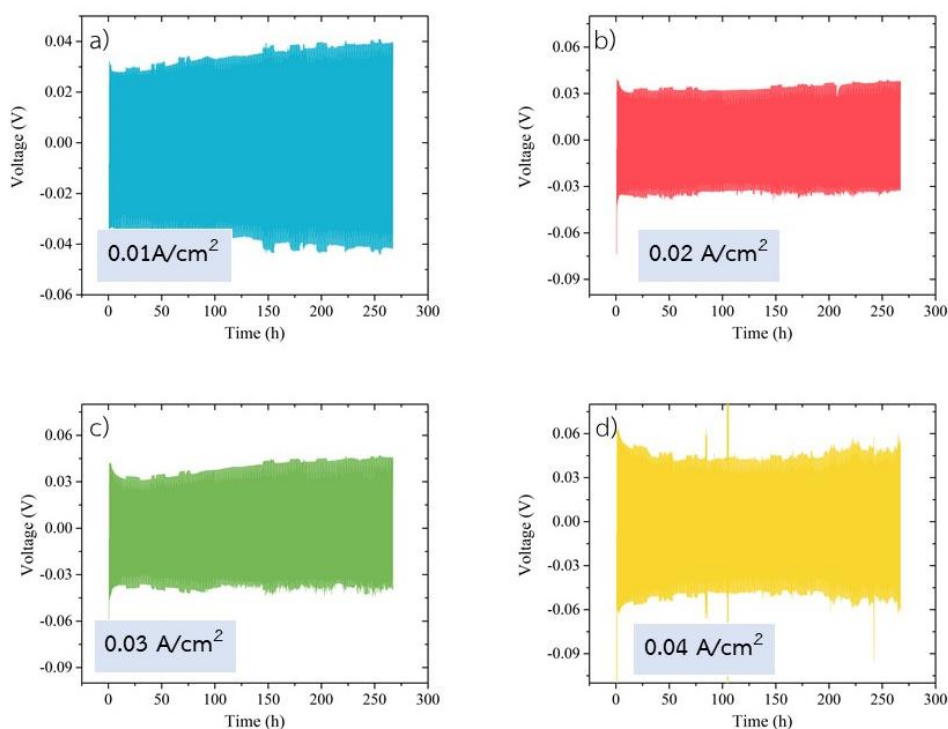 a)
0.04
0.02
0.00
-0.02
-0.04
-0.06
Voltage (V)
0.01A/cm²
0 50 100 150 200 250 300
Time (h)
b)
0.06
0.03
0.00
-0.03
-0.06
-0.09
Voltage (V)
0.02 A/cm²
0 50 100 150 200 250 300
Time (h)
c)
0.06
0.03
0.00
-0.03
-0.06
-0.09
Voltage (V)
0.03 A/cm²
0 50 100 150 200 250 300
Time (h)
d)
0.06
0.03
0.00
-0.03
-0.06
-0.09
Voltage (V)
0.04 A/cm²
0 50 100 150 200 250 300
Time (h)